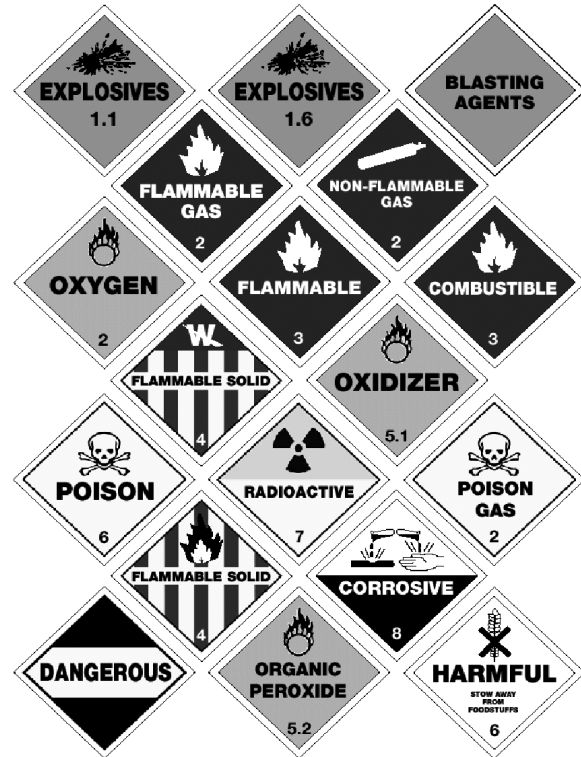 EXPLOSIVES
1.1
EXPLOSIVES
1.6
BLASTING
AGENTS
FLAMMABLE
GAS
2
NON-FLAMMABLE
GAS
2
OXYGEN
2
FLAMMABLE
3
COMBUSTIBLE
3
W
FLAMMABLE SOLID
4
OXIDIZER
5.1
POISON
6
RADIOACTIVE
7
POISON
GAS
2
FLAMMABLE SOLID
4
CORROSIVE
8
DANGEROUS
ORGANIC
PEROXIDE
5.2
HARMFUL
STOW AWAY
FROM
FOODSTUFFS
6